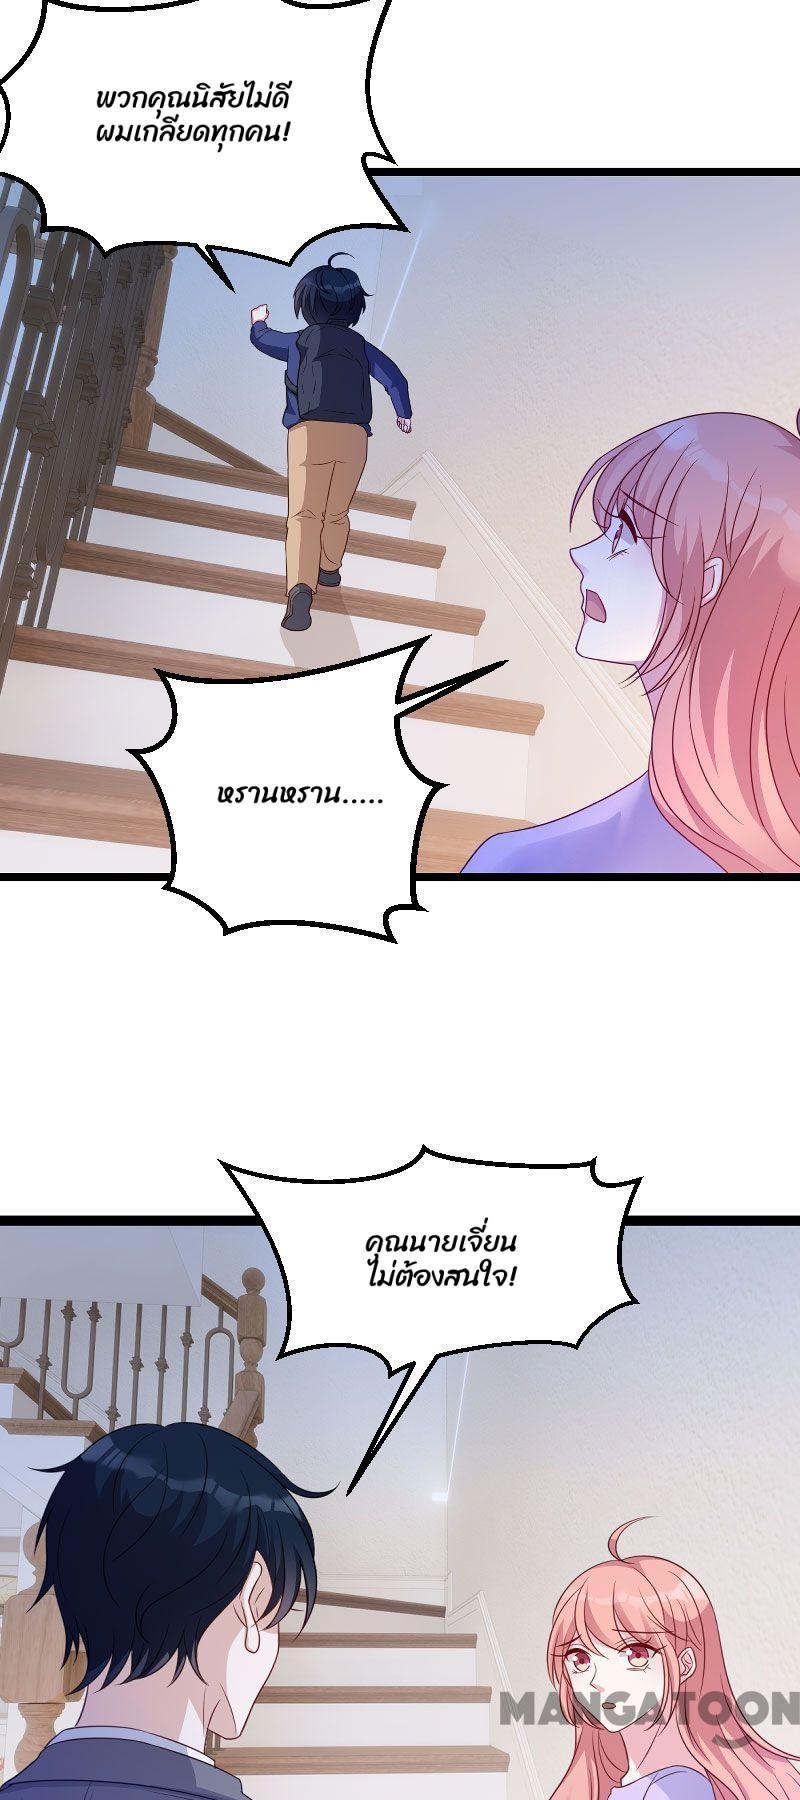 พวกคุณนิสัยไม่ดี
ผมเกลียดทุกคน!
หรานหราน.....
คุณนายเจี่ยน
ไม่ต้องสนใจ!
MANGATOON